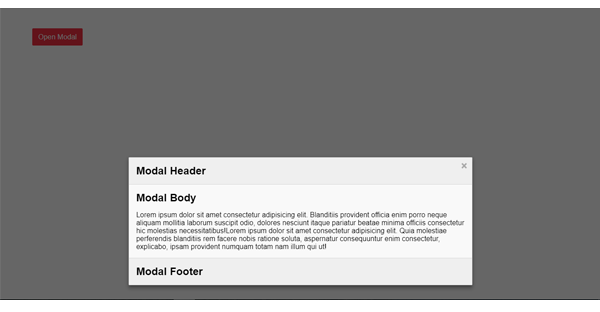 Open Modal
×
Modal Header
Modal Body
Lorem ipsum dolor sit amet consectetur adipisicing elit. Blanditiis provident officia enim porro neque
aliquam mollitia laborum suscipit odio, dolores nesciunt itaque pariatur beatae minima officiis consectetur
hic molestias necessitatibus!Lorem ipsum dolor sit amet consectetur adipisicing elit. Quia molestiae
perferendis blanditiis rem facere nobis ratione soluta, aspernatur consequuntur enim consectetur,
explicabo, ipsam provident numquam totam nam illum qui ut!
Modal Footer